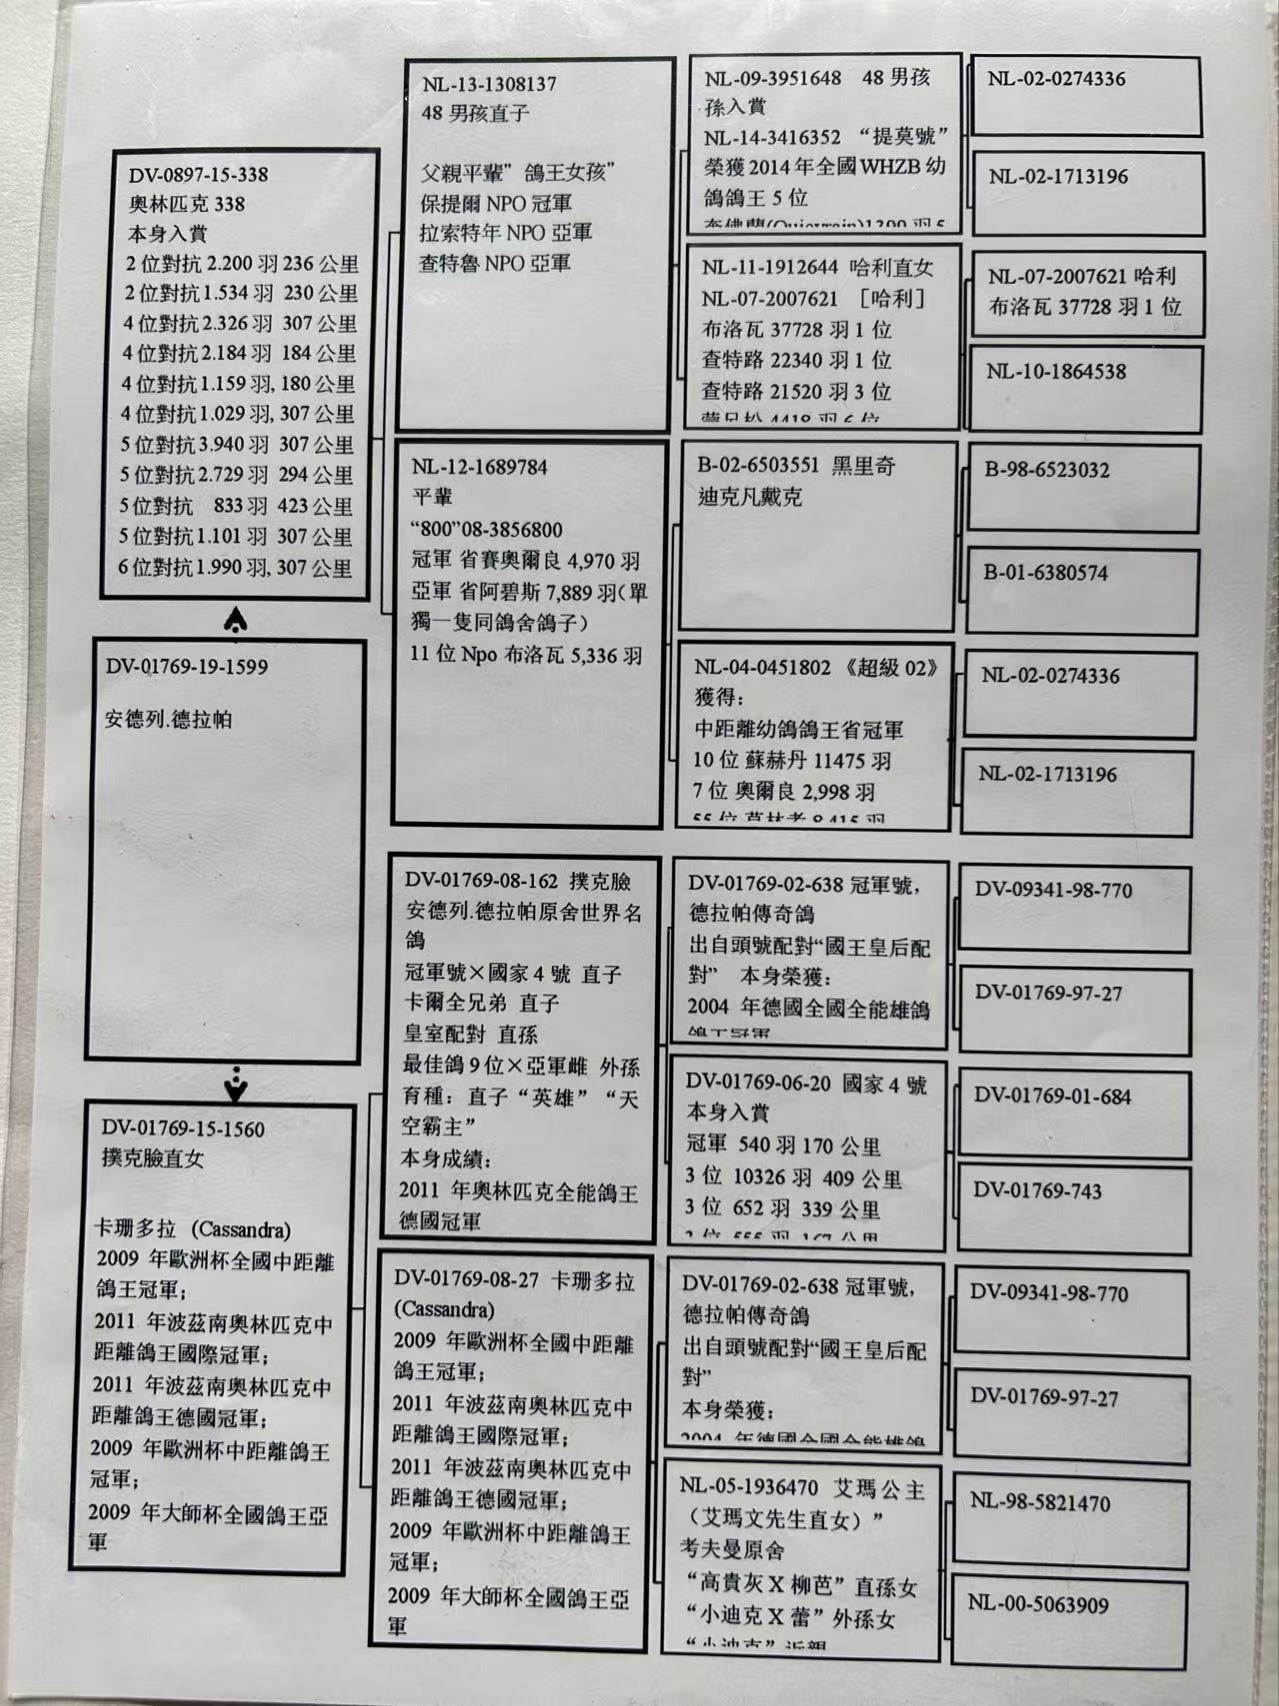 DV-0897-15-338
奧林匹克 338
本身入賞
2 位對抗 2.200 羽 236 公里
2 位對抗 1.534 羽 230 公里
4 位對抗 2.326 羽 307 公里
4 位對抗 2.184 羽 184 公里
4 位對抗 1.159 羽, 180 公里
4 位對抗 1.029 羽, 307 公里
5 位對抗 3.940 羽 307 公里
5 位對抗 2.729 羽 294 公里
5 位對抗 833 羽 423 公里
5 位對抗 1.101 羽 307 公里
6 位對抗 1.990 羽, 307 公里
DV-01769-19-1599
安德列.德拉帕
DV-01769-15-1560
撲克臉直女
卡珊多拉 (Cassandra)
2009 年歐洲杯全國中距離
鴿王冠軍;
2011 年波茲南奧林匹克中
距離鴿王國際冠軍;
2011 年波茲南奧林匹克中
距離鴿王德國冠軍;
2009 年歐洲杯中距離鴿王
冠軍;
2009 年大師杯全國鴿王亞
軍
NL-13-1308137
48 男孩直子
父親平輩”鴿王女孩”
保提爾 NPO 冠軍
拉索特年 NPO 亞軍
查特魯 NPO 亞軍
NL-12-1689784
平輩
“800”08-3856800
冠軍 省賽奧爾良 4,970 羽
亞軍 省阿碧斯 7,889 羽(單
獨一隻同鴿舍鴿子)
11 位 Npo 布洛瓦 5,336 羽
DV-01769-08-162 撲克臉
安德列.德拉帕原舍世界名
鴿
冠軍號×國家 4 號 直子
卡爾全兄弟 直子
皇室配對 直孫
最佳鴿 9 位×亞軍雌 外孫
育種: 直子 “英雄” “天
空霸主”
本身成績:
2011 年奧林匹克全能鴿王
德國冠軍
DV-01769-08-27 卡珊多拉
(Cassandra)
2009 年歐洲杯全國中距離
鴿王冠軍;
2011 年波茲南奧林匹克中
距離鴿王國際冠軍;
2011 年波茲南奧林匹克中
距離鴿王德國冠軍;
2009 年歐洲杯中距離鴿王
冠軍;
2009 年大師杯全國鴿王亞
軍
NL-09-3951648 48 男孩
孫入賞
NL-14-3416352 “提莫號”
榮獲 2014 年全國 WHZB 幼
鴿鴿王 5 位
(Quievrain)1299 羽 5
NL-11-1912644 哈利直女
NL-07-2007621 [哈利]
布洛瓦 37728 羽 1 位
查特路 22340 羽 1 位
查特路 21520 羽 3 位
4418 羽 6 位
B-02-6503551 黑里奇
迪克凡戴克
NL-04-0451802 《超級 02》
獲得:
中距離幼鴿鴿王省冠軍
10 位 蘇赫丹 11475 羽
7 位 奧爾良 2,998 羽
55 位 8,415 羽
DV-01769-02-638 冠軍號,
德拉帕傳奇鴿
出自頭號配對“國王皇后配
對” 本身榮獲:
2004 年德國全國全能雄鴿
鴿王冠軍
DV-01769-06-20 國家 4 號
本身入賞
冠軍 540 羽 170 公里
3 位 10326 羽 409 公里
3 位 652 羽 339 公里
羽 167 公里
DV-01769-02-638 冠軍號,
德拉帕傳奇鴿
出自頭號配對“國王皇后配
對”
本身榮獲:
2004 年德國全國全能雄鴿
NL-05-1936470 艾瑪公主
(艾瑪文先生直女)”
考夫曼原舍
“高貴灰 X 柳芭” 直孫女
“小迪克 X 蕾” 外孫女
“小迪克” 近親
NL-02-0274336
NL-02-1713196
NL-07-2007621 哈利
布洛瓦 37728 羽 1 位
NL-10-1864538
B-98-6523032
B-01-6380574
NL-02-0274336
NL-02-1713196
DV-09341-98-770
DV-01769-97-27
DV-01769-01-684
DV-01769-743
DV-09341-98-770
DV-01769-97-27
NL-98-5821470
NL-00-5063909